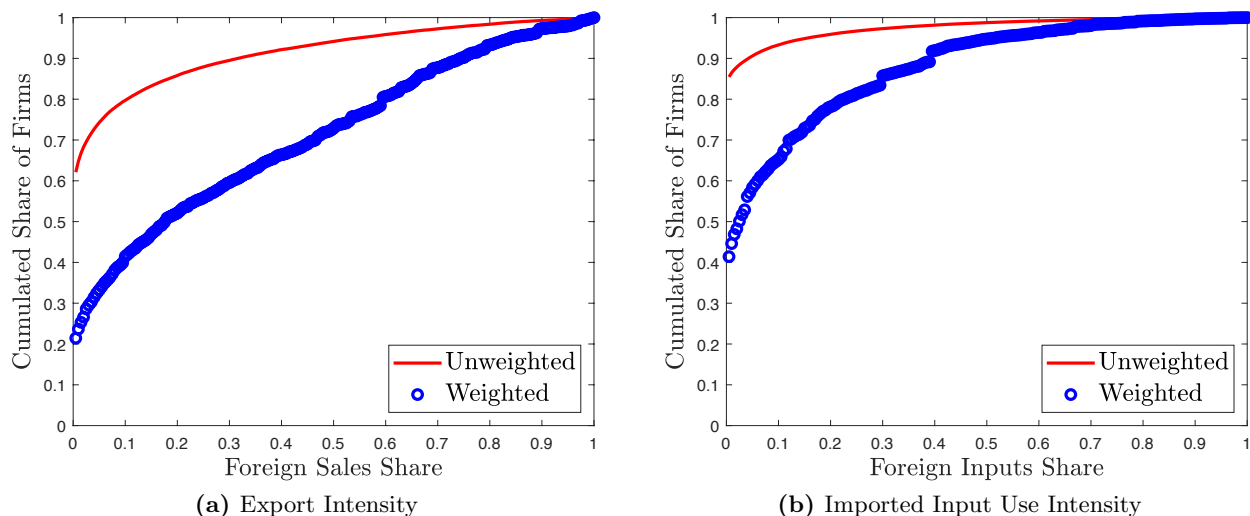 Cumulated Share of Firms
1
0.9
0.8
0.7
0.6
0.5
0.4
0.3
0.2
0.1
0
Unweighted
Weighted
0 0.1 0.2 0.3 0.4 0.5 0.6 0.7 0.8 0.9 1
Foreign Sales Share
(a) Export Intensity
Cumulated Share of Firms
1
0.9
0.8
0.7
0.6
0.5
0.4
0.3
0.2
0.1
0
Unweighted
Weighted
0 0.1 0.2 0.3 0.4 0.5 0.6 0.7 0.8 0.9 1
Foreign Inputs Share
(b) Imported Input Use Intensity